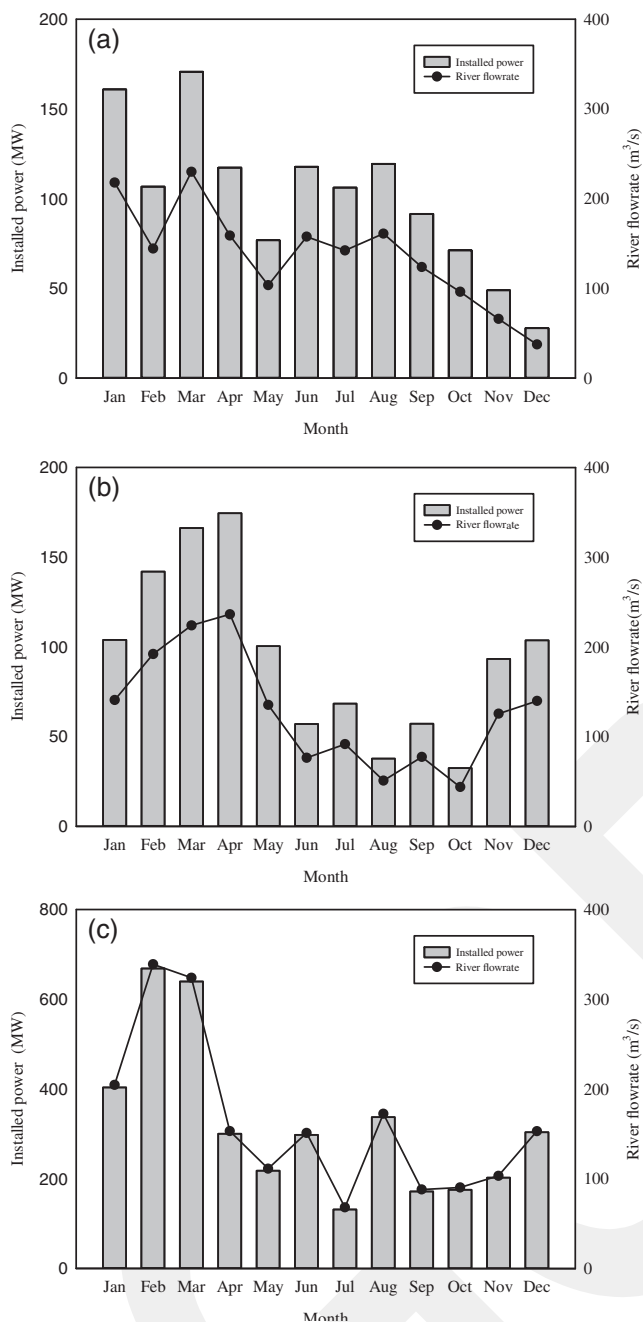 (a)
Installed power
River flowrate
200
150
100
50
0
400
300
200
100
0
Installed power (MW)
River flowrate (m³/s)
Jan Feb Mar Apr May Jun Jul Aug Sep Oct Nov Dec
Month
(b)
Installed power
River flowrate
200
150
100
50
0
400
300
200
100
0
Installed power (MW)
River flowrate(m³/s)
Jan Feb Mar Apr May Jun Jul Aug Sep Oct Nov Dec
Month
(c)
Installed power
River flowrate
800
600
400
200
0
400
300
200
100
0
Installed power (MW)
River flowrate (m³/s)
Jan Feb Mar Apr May Jun Jul Aug Sep Oct Nov Dec
Month